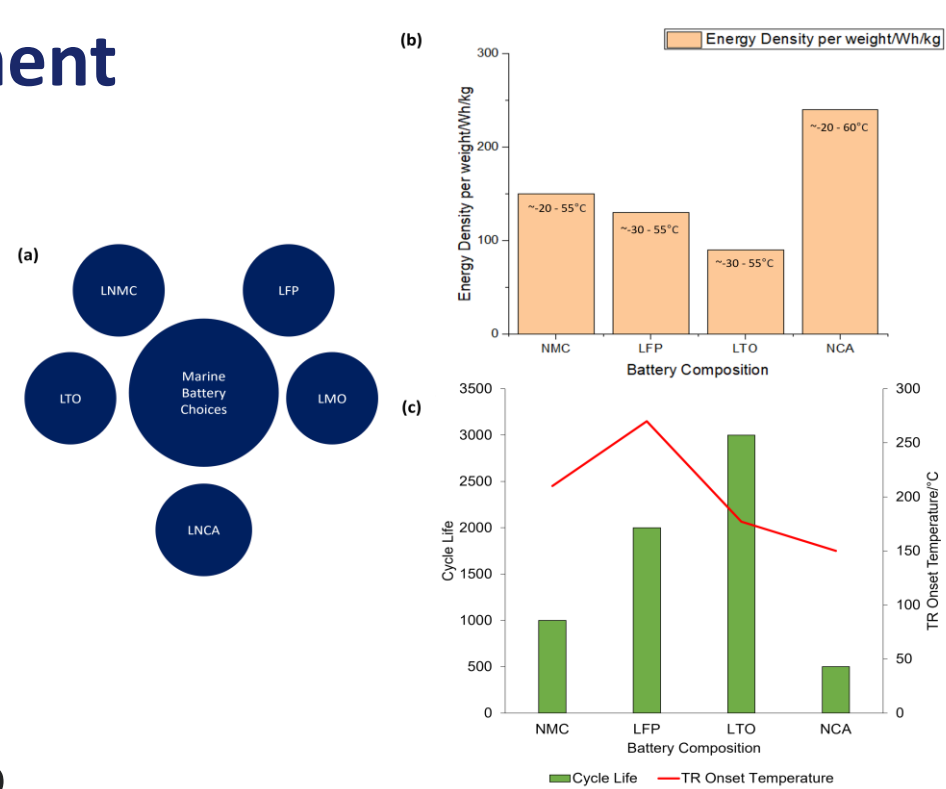 ment
(a)
LNMC
LFP
LTO
Marine
Battery
Choices
LMO
LNCA
(b)
Energy Density per weight/Wh/kg
Energy Density per weight/Wh/kg
300
200
100
0
~-20 - 55°C
~-30 - 55°C
~-30 - 55°C
~-20 - 60°C
NMC LFP LTO NCA
Battery Composition
(c)
Cycle Life
3500
3000
2500
2000
1500
1000
500
0
TR Onset Temperature/°C
300
250
200
150
100
50
0
NMC LFP LTO NCA
Battery Composition
Cycle Life TR Onset Temperature
)